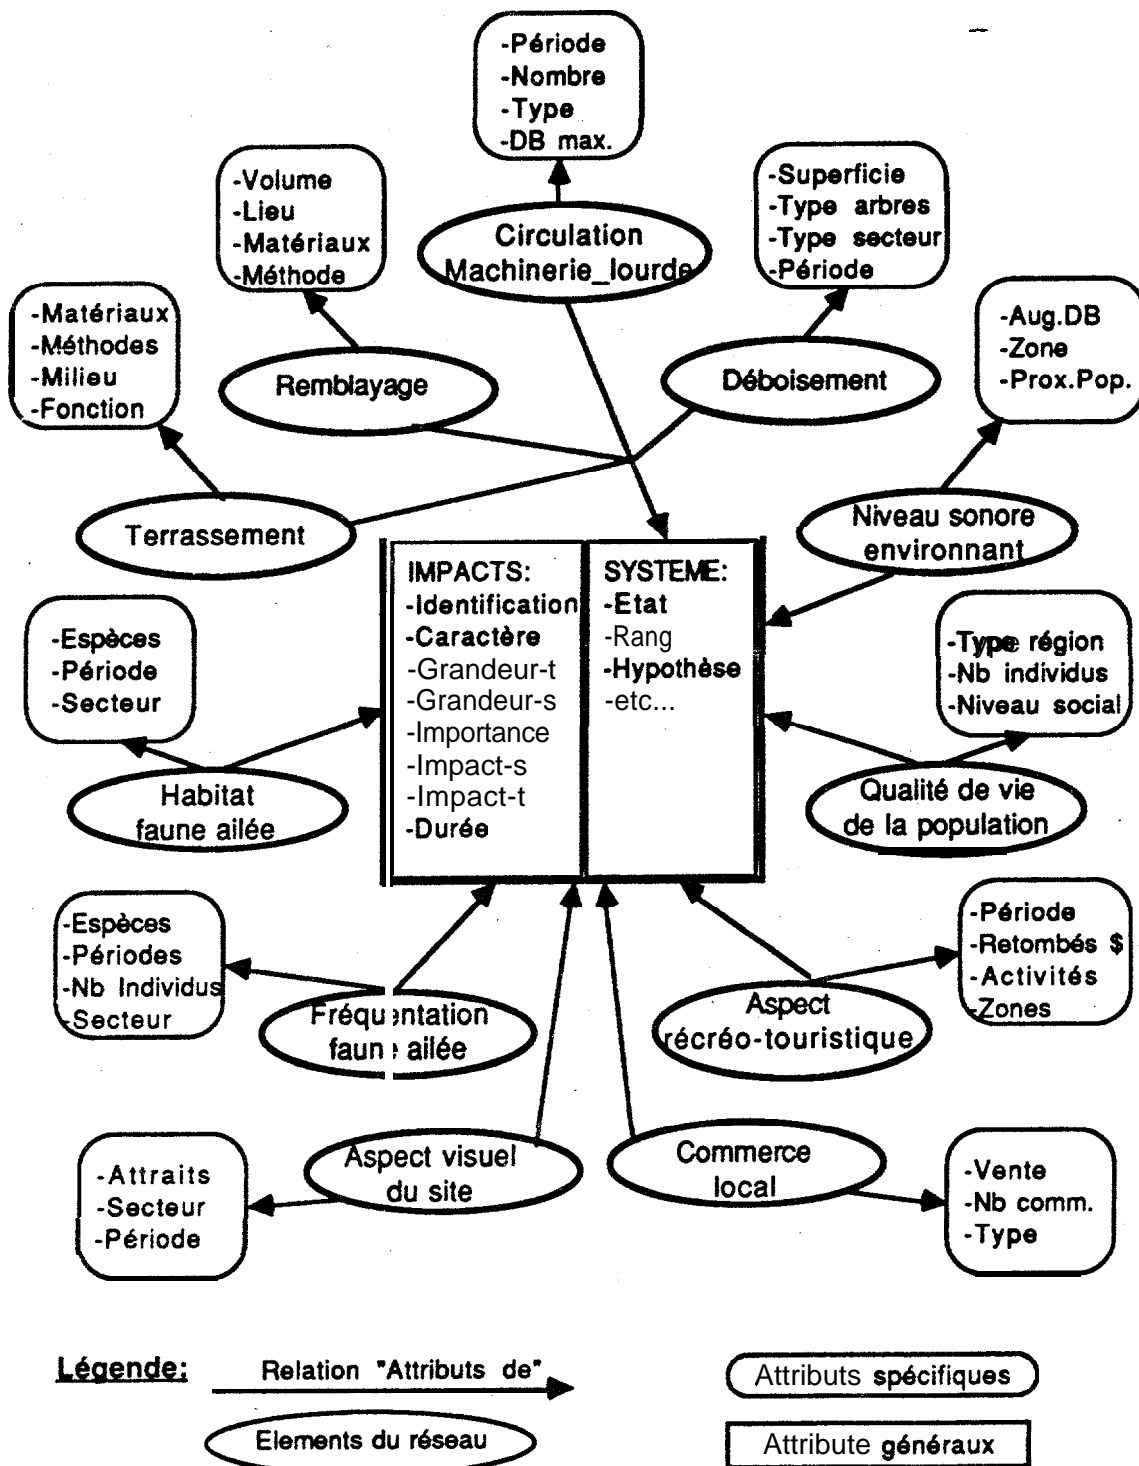 -Période
-Nombre
-Type
-DB max.
-Volume
-Lieu
-Matériaux
-Méthode
-Superficie
-Type arbres
-Type secteur
-Période
Circulation
Machinerie_lourde
-Matériaux
-Méthodes
-Milieu
-Fonction
-Aug.DB
-Zone
-Prox.Pop.
Remblayage
Déboisement
Terrassement
Niveau sonore
environnant
IMPACTS:
-Identification
-Caractère
-Grandeur-t
-Grandeur-s
-Importance
-Impact-s
-Impact-t
-Durée
SYSTEME:
-Etat
-Rang
-Hypothèse
-etc...
-Espèces
-Période
-Secteur
-Type région
-Nb individus
-Niveau social
Habitat
faune ailée
Qualité de vie
de la population
-Espèces
-Périodes
-Nb Individus
-Secteur
-Période
-Retombés $
-Activités
-Zones
Fréquentation
faune ailée
Aspect
récréo-touristique
-Attraits
-Secteur
-Période
Aspect visuel
du site
Commerce
local
-Vente
-Nb comm.
-Type
Légende:
Relation "Attributs de"
Attributs spécifiques
Elements du réseau
Attribute généraux